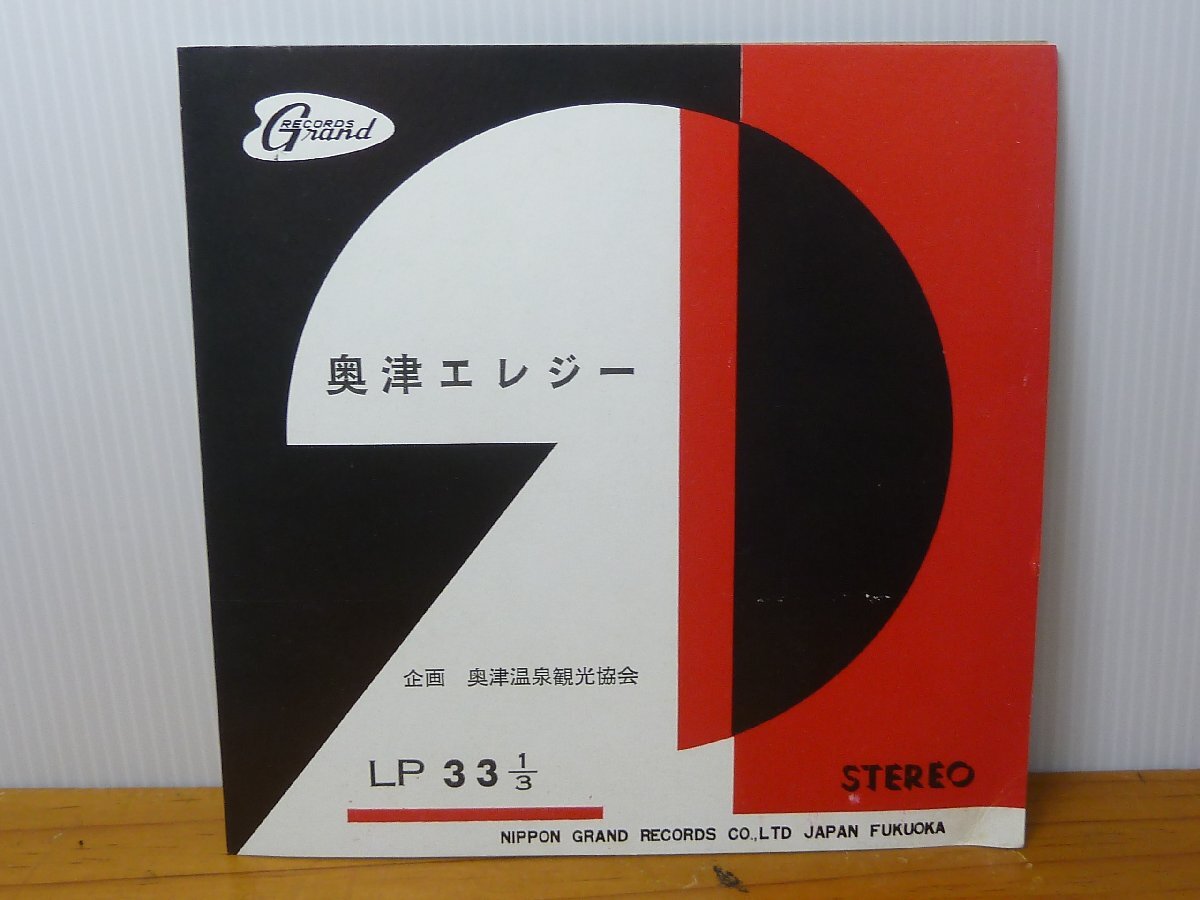 RECORDS
Grand
奥津エレジー
企画 奥津温泉観光協会
LP 33 1/3
STEREO
NIPPON GRAND RECORDS CO.,LTD JAPAN FUKUOKA